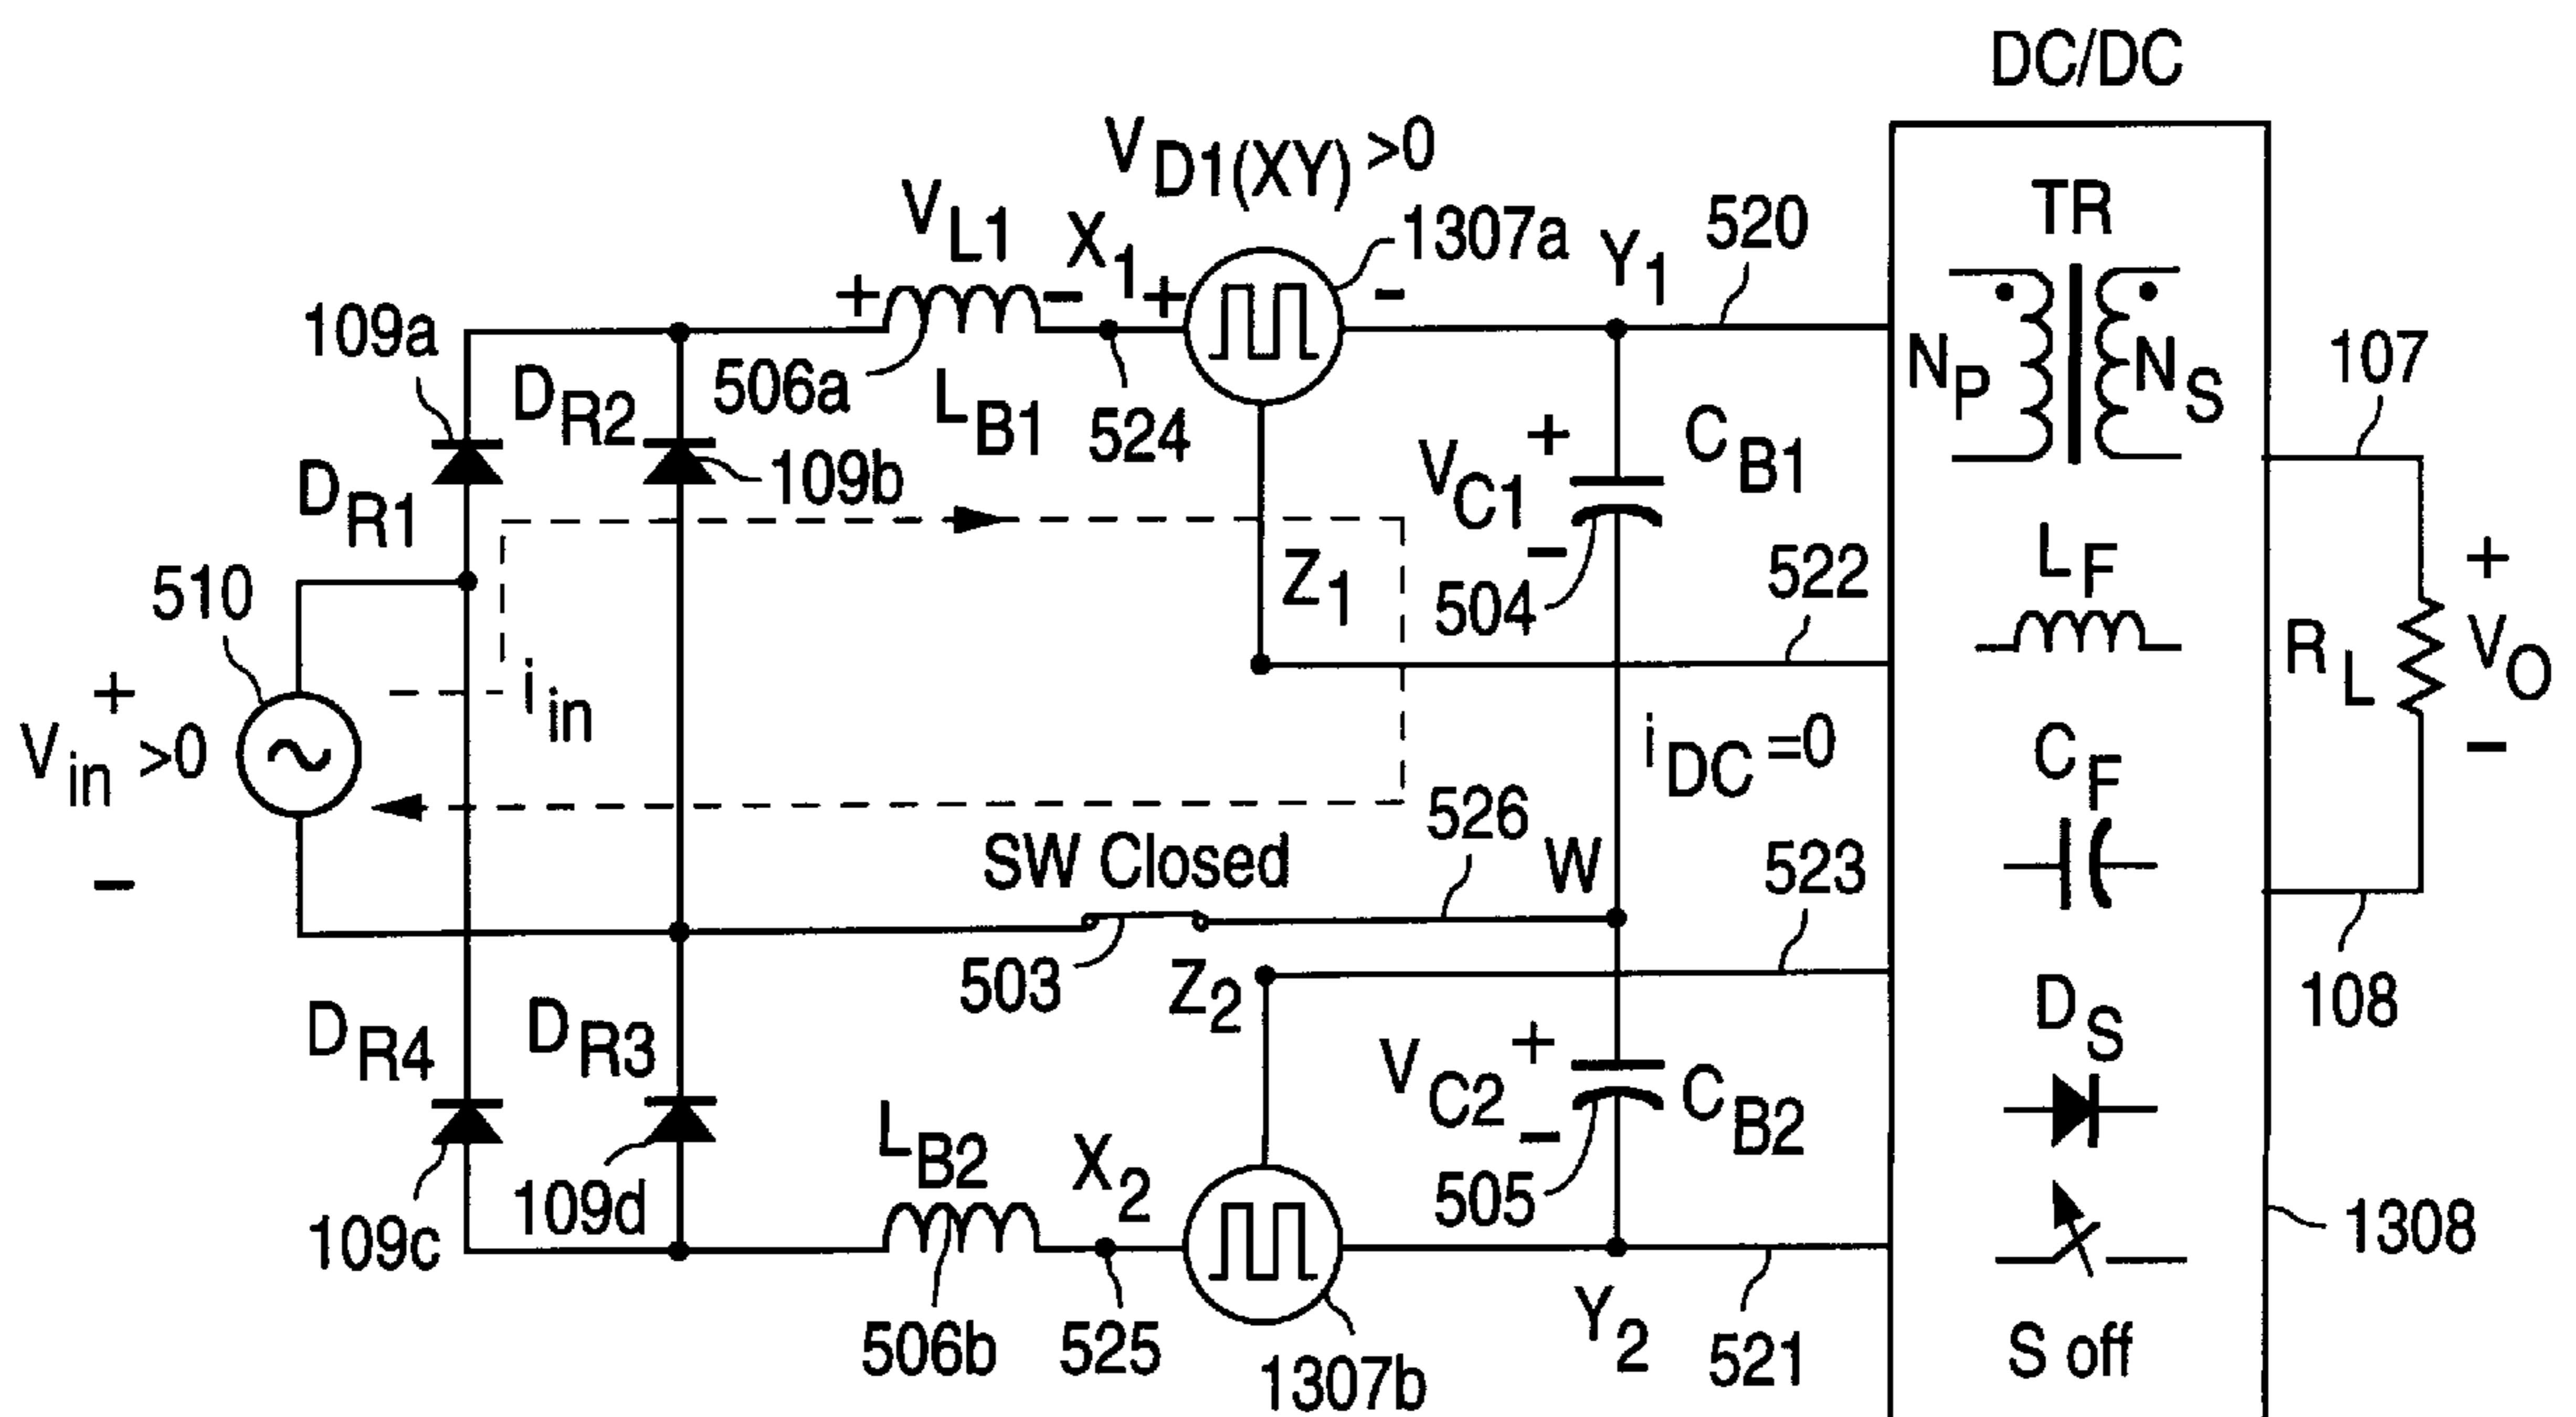 DC/DC
V D1(XY) >0
V L1
X 1
1307a
Y 1
520
TR
+ - + -
109a
D R2
506a
L B1
524
N P
N S
107
V C1
+
-
C B1
D R1
109b
504
510
Z 1
522
L F
R L
+
V O
-
+
V in >0
-
i in
i DC =0
C F
526
SW Closed
W
523
503
Z 2
108
D R4
D R3
D S
L B2
X 2
V C2
+
-
C B2
109c
109d
505
1308
506b
525
1307b
Y 2
521
S off